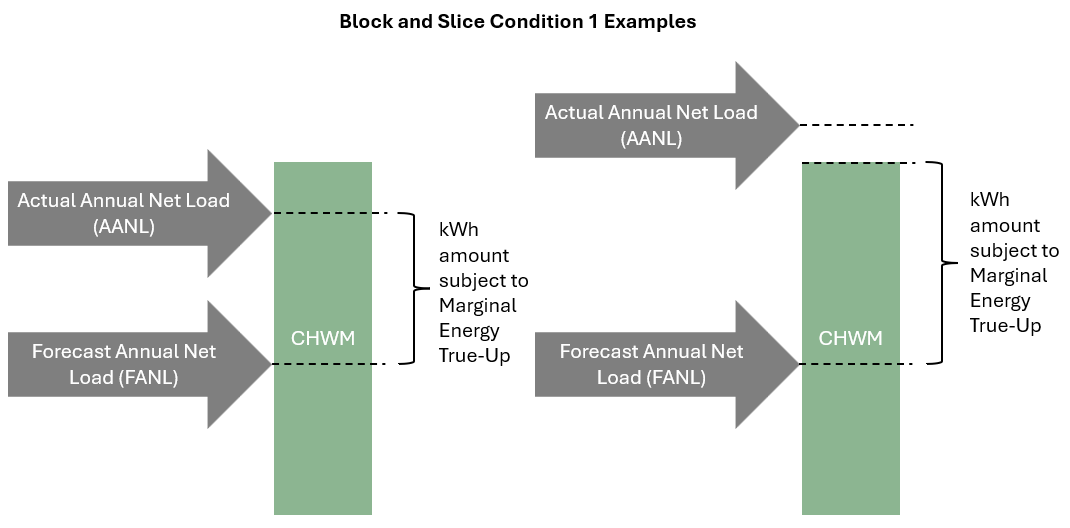 Block and Slice Condition 1 Examples
Actual Annual Net Load
(AANL)
Forecast Annual Net
Load (FANL)
CHWM
kWh
amount
subject to
Marginal
Energy
True-Up
Actual Annual Net Load
(AANL)
Forecast Annual Net
Load (FANL)
CHWM
kWh
amount
subject to
Marginal
Energy
True-Up